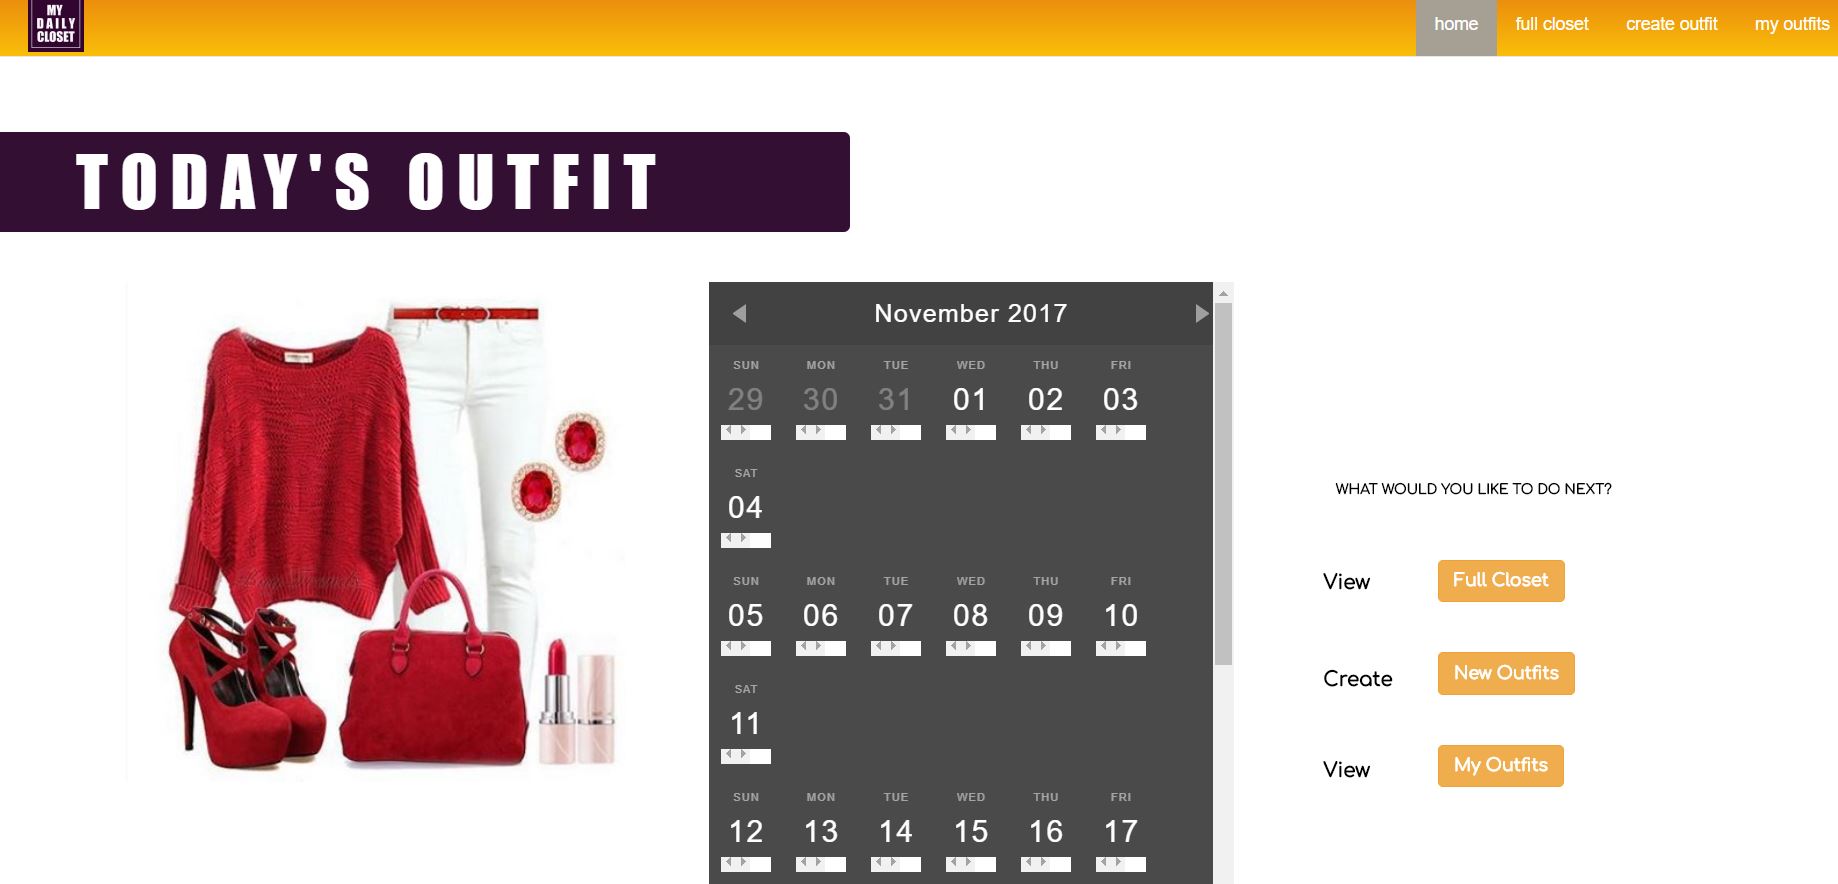 MY
DAILY
CLOSET
home full closet create outfit my outfits
TODAY'S OUTFIT
November 2017
SUN MON TUE WED THU FRI
29 30 31 01 02 03
SAT
04
SUN MON TUE WED THU FRI
05 06 07 08 09 10
SAT
11
SUN MON TUE WED THU FRI
12 13 14 15 16 17
WHAT WOULD YOU LIKE TO DO NEXT?
View Full Closet
Create New Outfits
View My Outfits